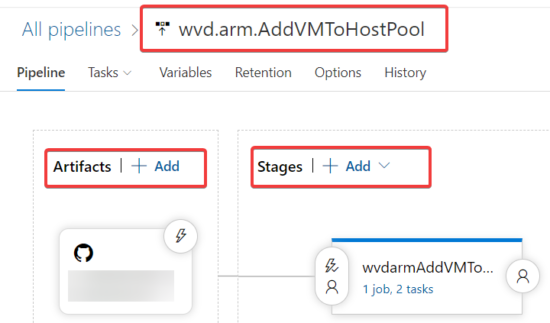 All pipelines > wvd.arm.AddVMToHostPool
Pipeline Tasks Variables Retention Options History
Artifacts | + Add
Stages | + Add
wvdarmAddVMTo...
1 job, 2 tasks